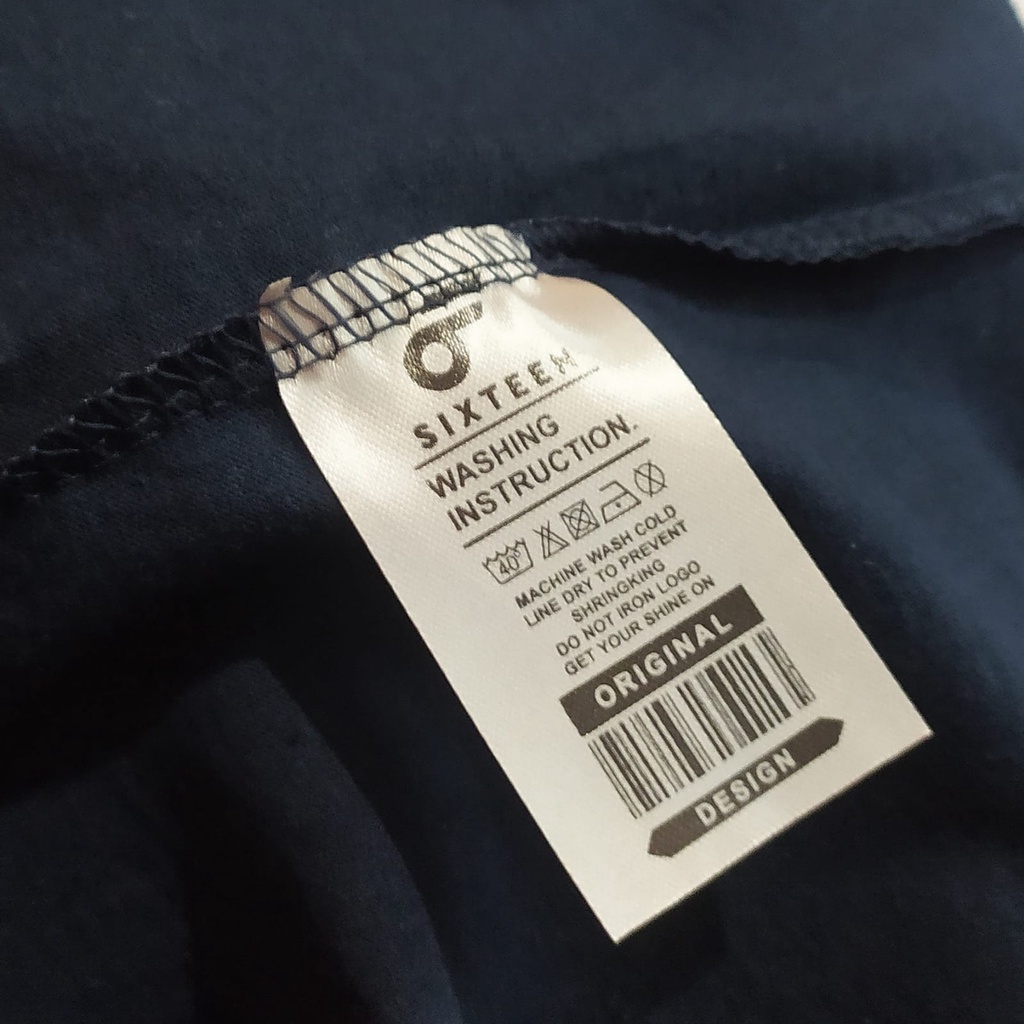 SIXTEEN
WASHING
INSTRUCTION.
40°
MACHINE WASH COLD
LINE DRY TO PREVENT
SHRINGKING
DO NOT IRON LOGO
GET YOUR SHINE ON
ORIGINAL
DESIGN